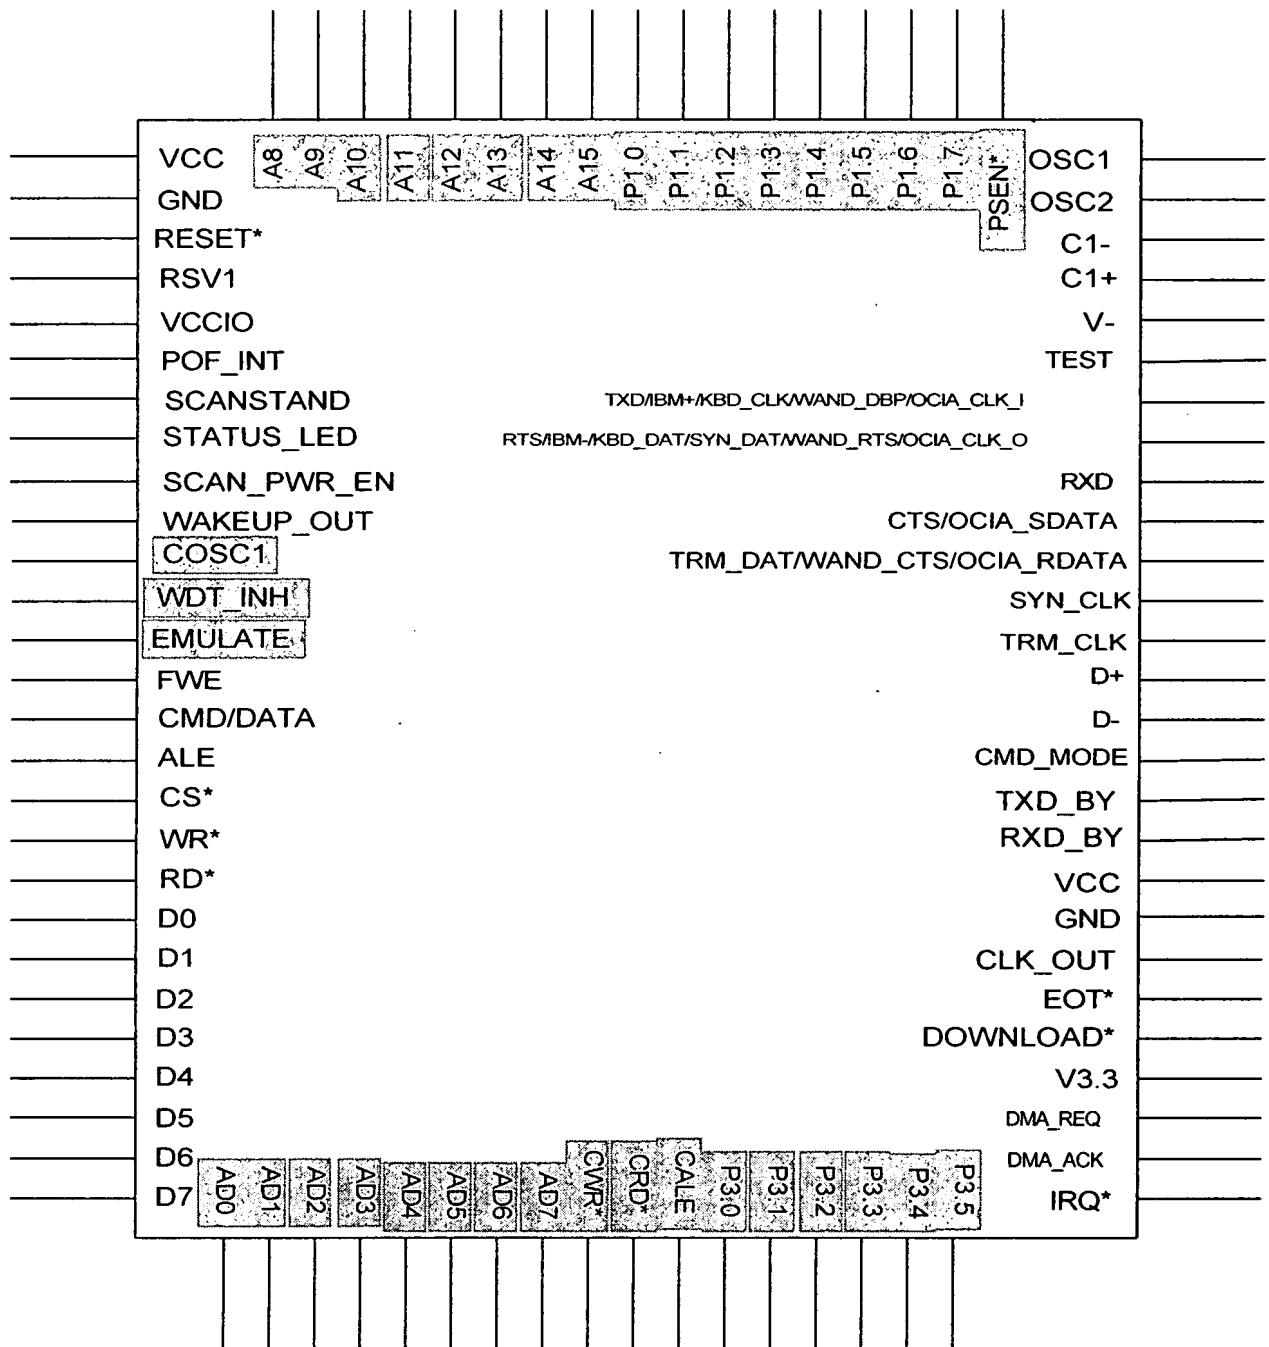 A8 A9 A10 A11 A12 A13 A14 A15 P1.0 P1.1 P1.2 P1.3 P1.4 P1.5 P1.6 P1.7 PSEN*
VCC OSC1
GND OSC2
RESET* C1-
RSV1 C1+
VCCIO V-
POF_INT TEST
SCANSTAND TXD/IBM+/KBD_CLK/WAND_DBP/OCIA_CLK_I
STATUS_LED RTS/IBM-/KBD_DAT/SYN_DAT/WAND_RTS/OCIA_CLK_O
SCAN_PWR_EN RXD
WAKEUP_OUT CTS/OCIA_SDATA
COSC1 TRM_DAT/WAND_CTS/OCIA_RDATA
WDT_INH SYN_CLK
EMULATE TRM_CLK
FWE D+
CMD/DATA D-
ALE CMD_MODE
CS* TXD_BY
WR* RXD_BY
RD* VCC
D0 GND
D1 CLK_OUT
D2 EOT*
D3 DOWNLOAD*
D4 V3.3
D5 DMA_REQ
D6 DMA_ACK
D7 IRQ*
AD0 AD1 AD2 AD3 AD4 AD5 AD6 AD7 CWR* CRD* CALE P3.0 P3.1 P3.2 P3.3 P3.4 P3.5